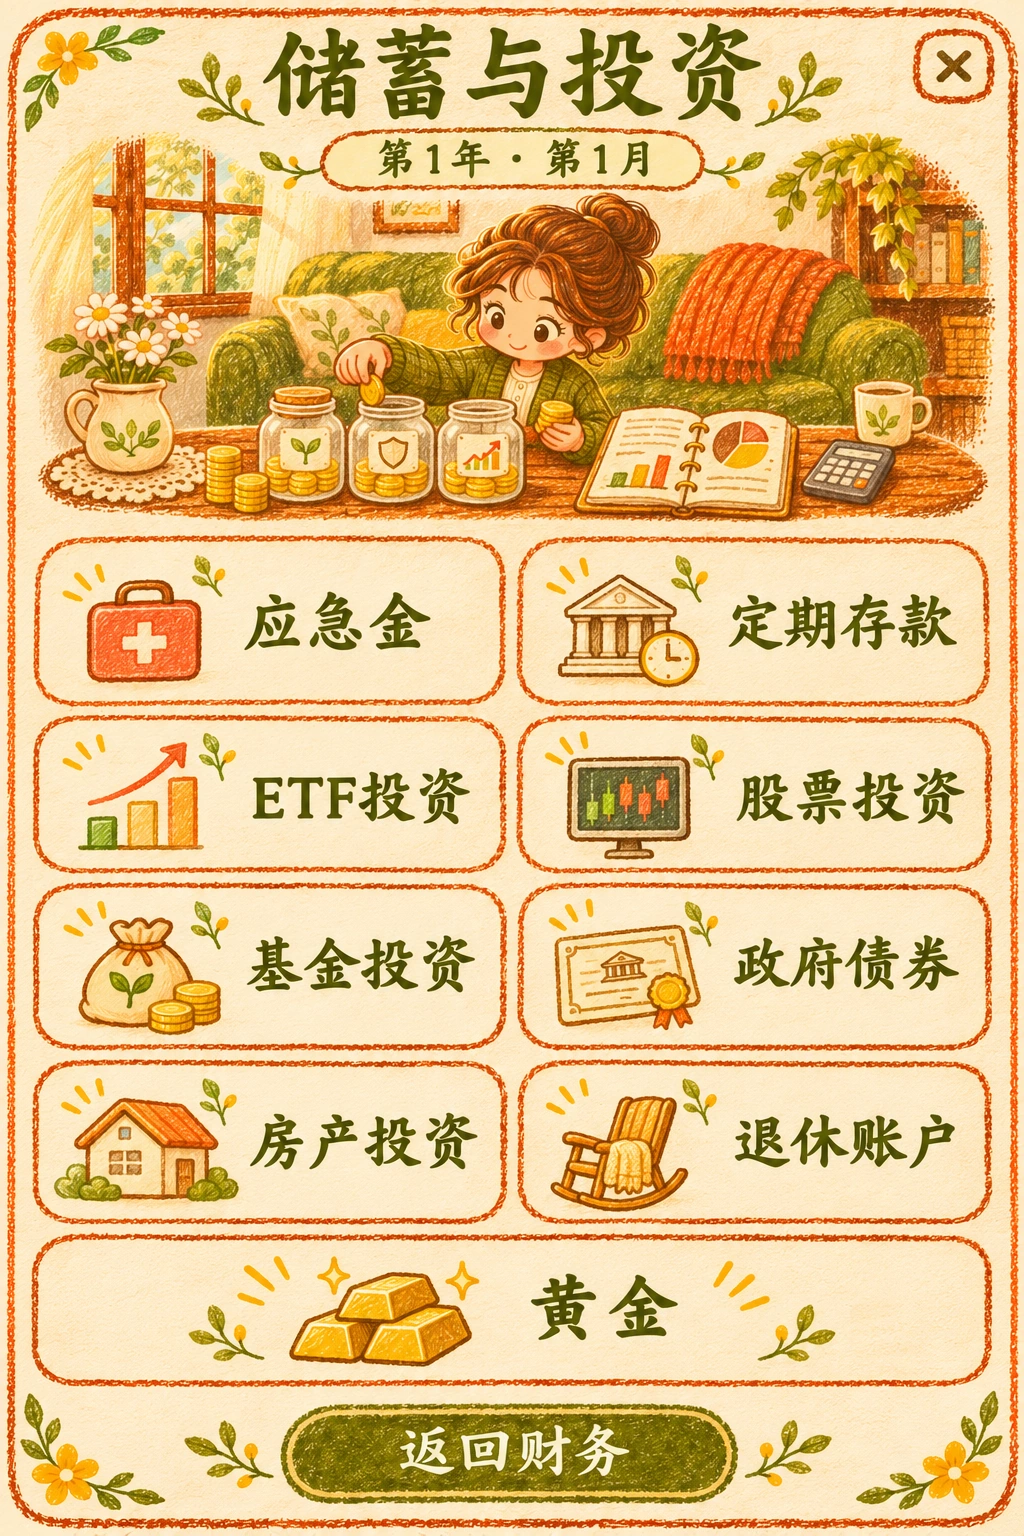 储蓄与投资
第1年·第1月
应急金
定期存款
ETF投资
股票投资
基金投资
政府债券
房产投资
退休账户
黄金
返回财务